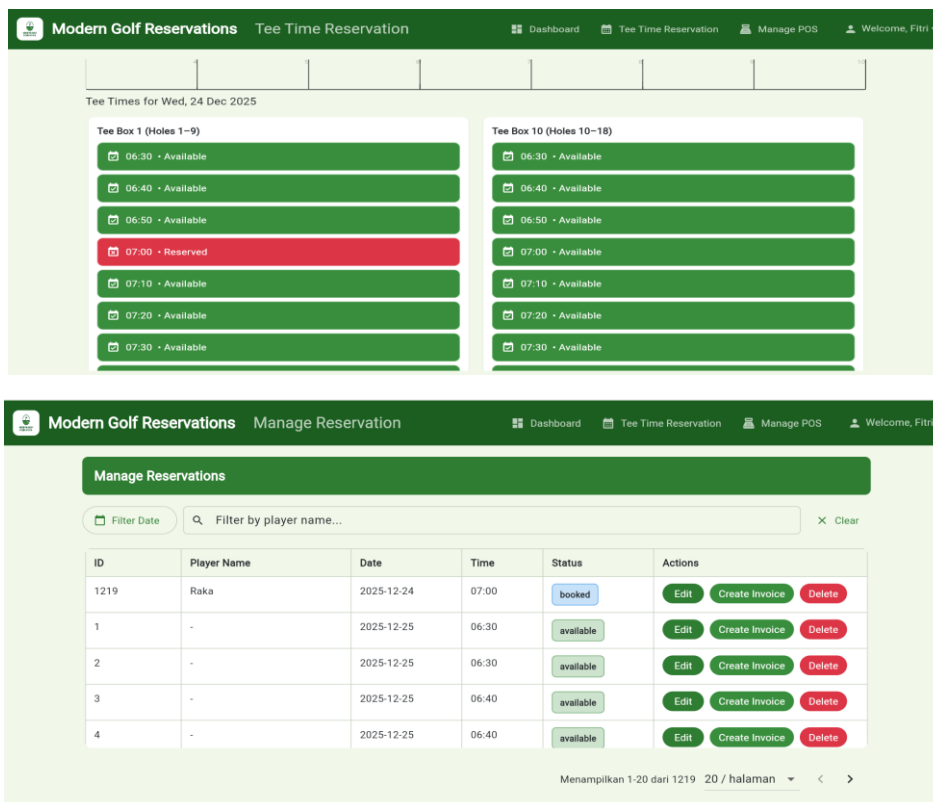 Modern Golf Reservations Tee Time Reservation Dashboard Tee Time Reservation Manage POS Welcome, Fitri
Tee Times for Wed, 24 Dec 2025
Tee Box 1 (Holes 1–9)
06:30 • Available
06:40 • Available
06:50 • Available
07:00 • Reserved
07:10 • Available
07:20 • Available
07:30 • Available
Tee Box 10 (Holes 10–18)
06:30 • Available
06:40 • Available
06:50 • Available
07:00 • Available
07:10 • Available
07:20 • Available
07:30 • Available
Modern Golf Reservations Manage Reservation Dashboard Tee Time Reservation Manage POS Welcome, Fitri
Manage Reservations
Filter Date Filter by player name... Clear
ID Player Name Date Time Status Actions
1219 Raka 2025-12-24 07:00 booked Edit Create Invoice Delete
1 - 2025-12-25 06:30 available Edit Create Invoice Delete
2 - 2025-12-25 06:30 available Edit Create Invoice Delete
3 - 2025-12-25 06:40 available Edit Create Invoice Delete
4 - 2025-12-25 06:40 available Edit Create Invoice Delete
Menampilkan 1-20 dari 1219 20 / halaman